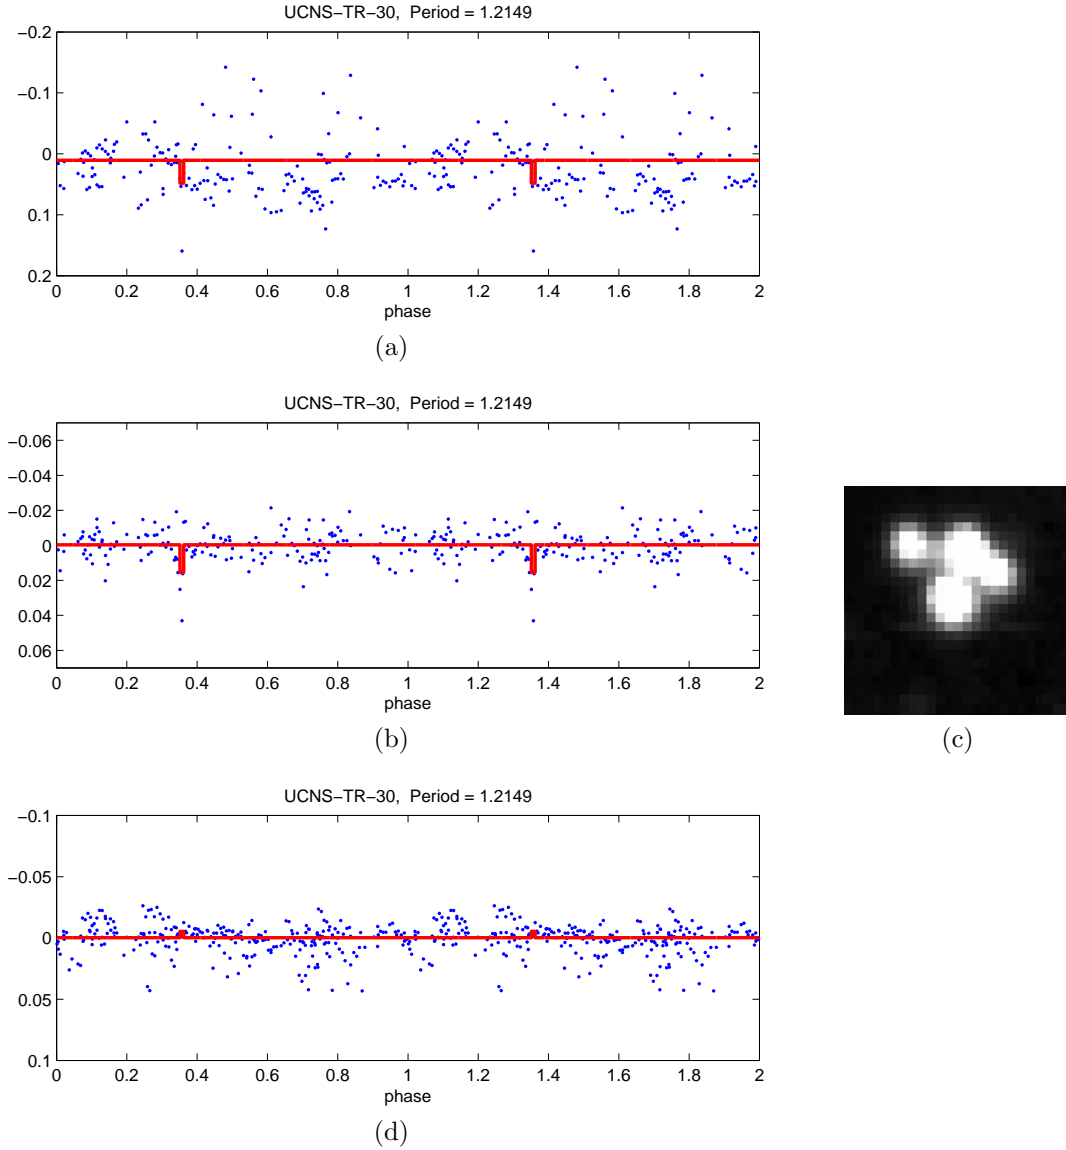 UCNS−TR−30, Period = 1.2149
−0.2
−0.1
0
0.1
0.2
0 0.2 0.4 0.6 0.8 1 1.2 1.4 1.6 1.8 2
phase
(a)
UCNS−TR−30, Period = 1.2149
−0.06
−0.04
−0.02
0
0.02
0.04
0.06
0 0.2 0.4 0.6 0.8 1 1.2 1.4 1.6 1.8 2
phase
(b)
(c)
UCNS−TR−30, Period = 1.2149
−0.1
−0.05
0
0.05
0.1
0 0.2 0.4 0.6 0.8 1 1.2 1.4 1.6 1.8 2
phase
(d)